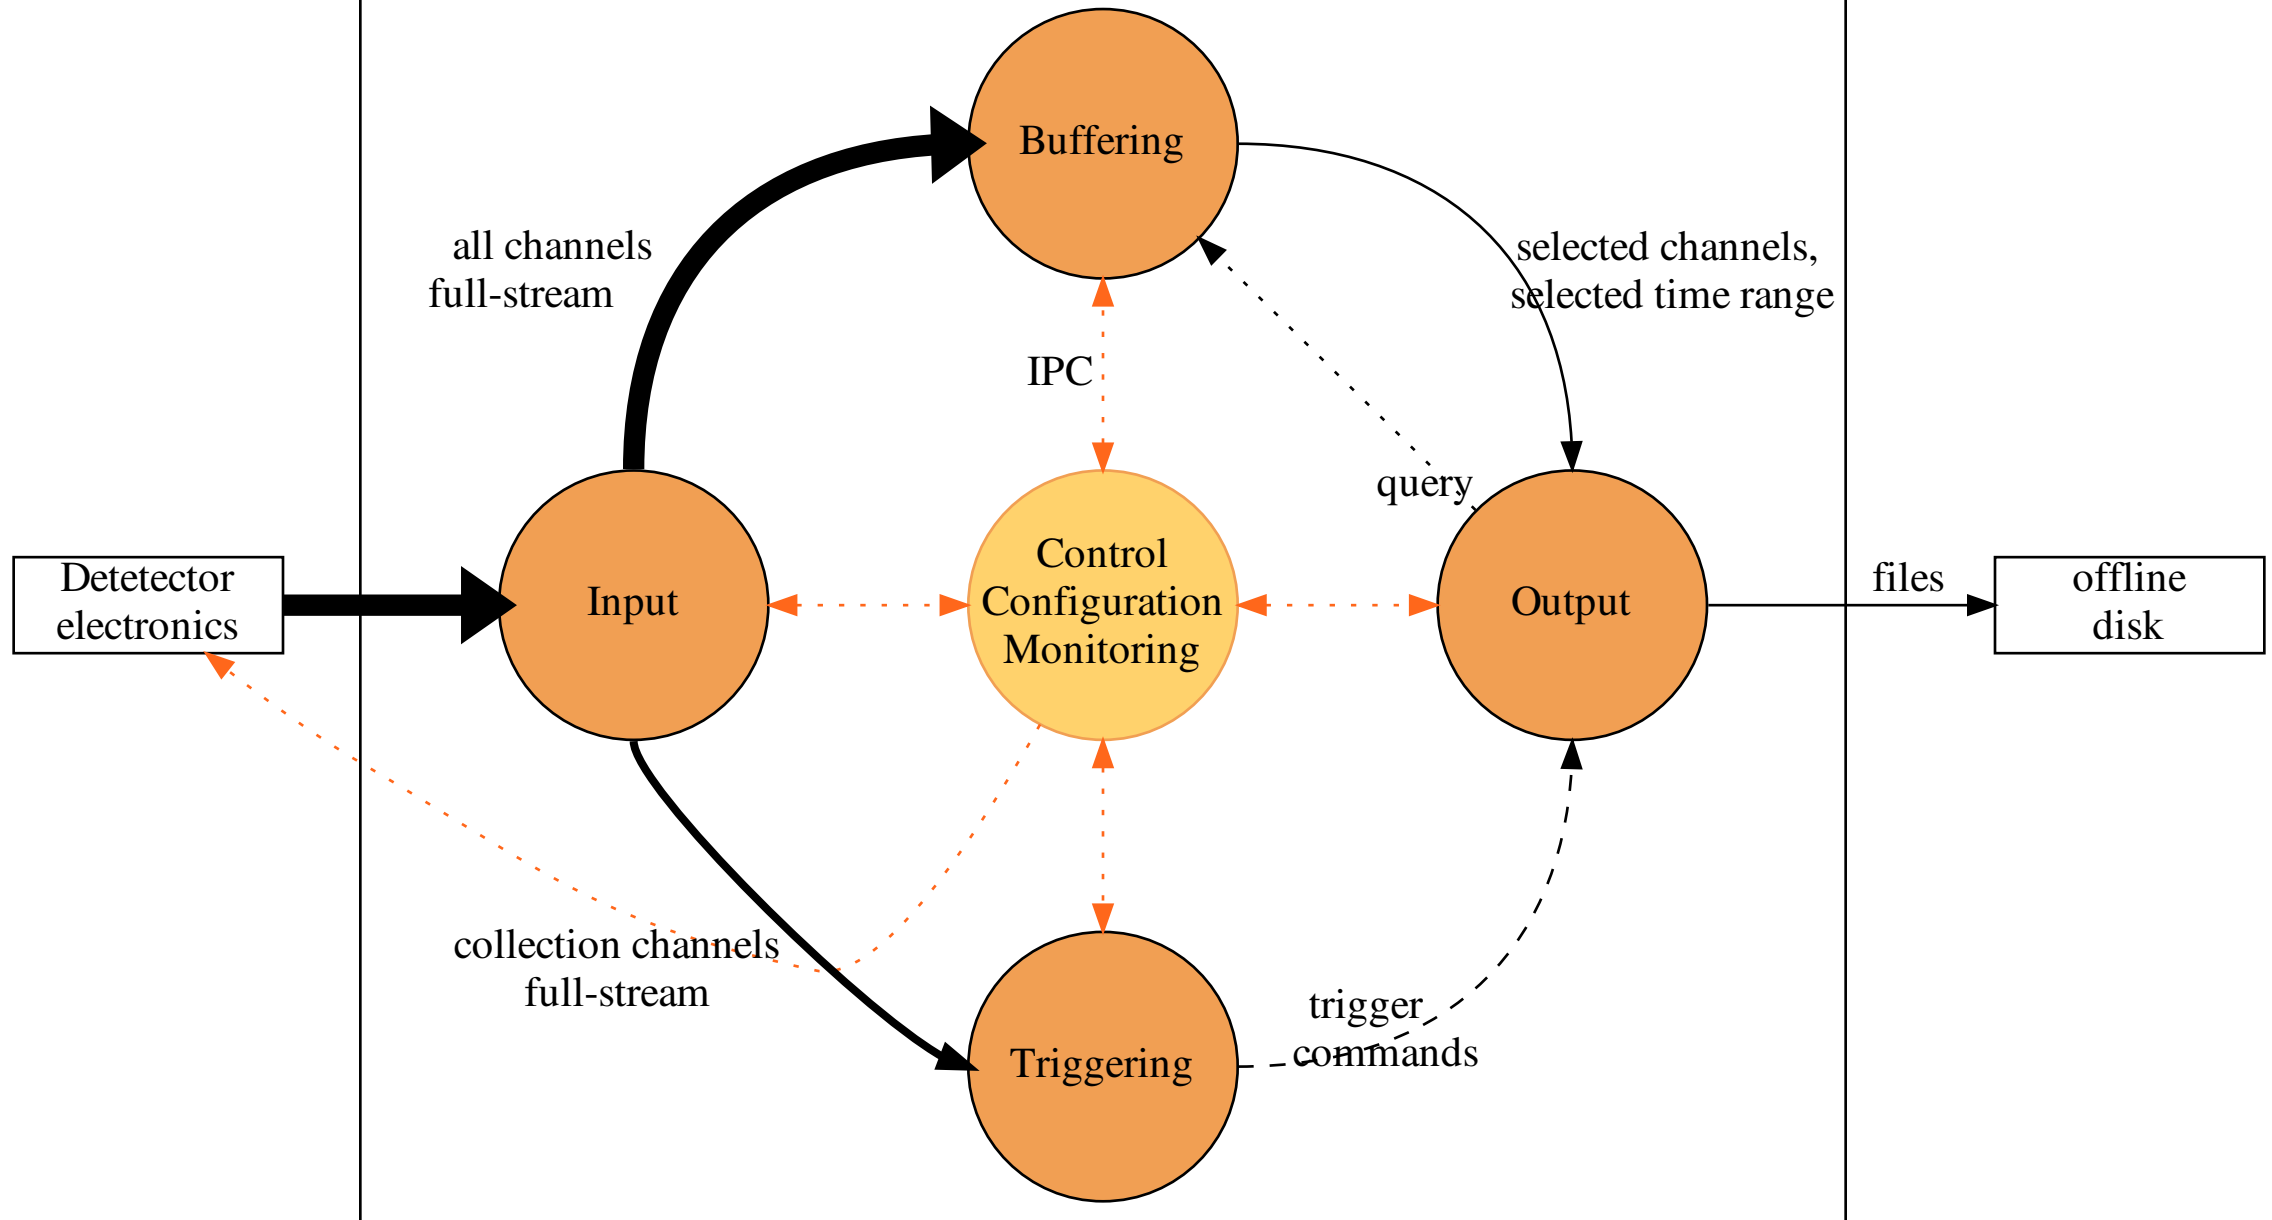 Buffering
all channels
full-stream
selected channels,
selected time range
IPC
query
Detetector
electronics
Input
Control
Configuration
Monitoring
Output
files
offline
disk
collection channels
full-stream
trigger
commands
Triggering